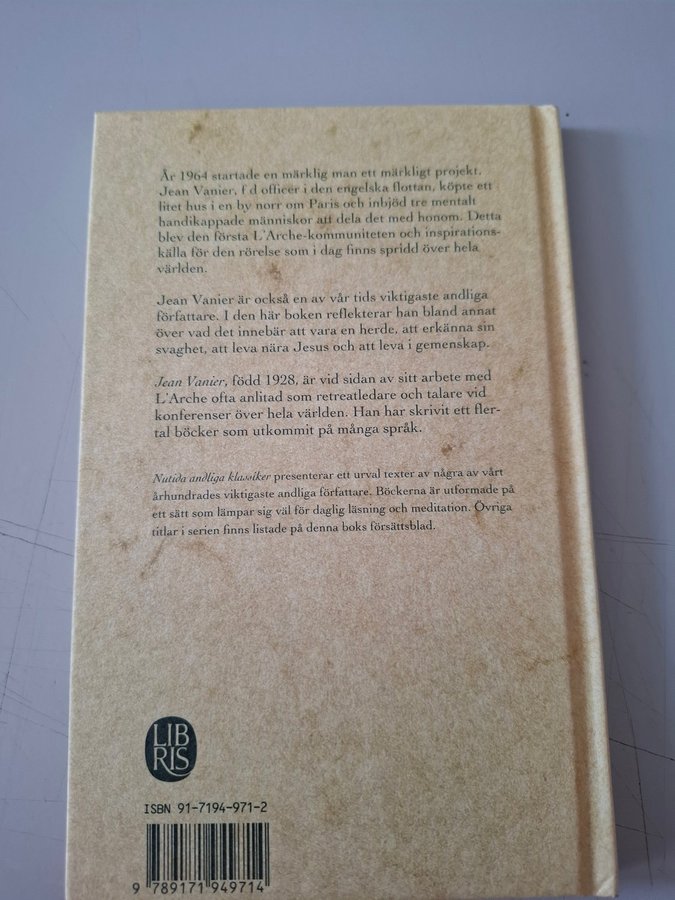 År 1964 startade en märklig man ett märkligt projekt.
Jean Vanier, f d officer i den engelska flottan, köpte ett
litet hus i en by norr om Paris och inbjöd tre mentalt
handikappade människor att dela det med honom. Detta
blev den första L'Arche-kommuniteten och inspirations-
källa för den rörelse som i dag finns spridd över hela
världen.
Jean Vanier är också en av vår tids viktigaste andliga
författare. I den här boken reflekterar han bland annat
över vad det innebär att vara en herde, att erkänna sin
svaghet, att leva nära Jesus och att leva i gemenskap.
Jean Vanier, född 1928, är vid sidan av sitt arbete med
L'Arche ofta anlitad som retreatledare och talare vid
konferenser över hela världen. Han har skrivit ett fler-
tal böcker som utkommit på många språk.
Nutida andliga klassiker presenterar ett urval texter av några av vårt
århundrades viktigaste andliga författare. Böckerna är utformade på
ett sätt som lämpar sig väl för daglig läsning och meditation. Övriga
titlar i serien finns listade på denna boks försättsblad.
LIB
RIS
ISBN 91-7194-971-2
9 789171 949714